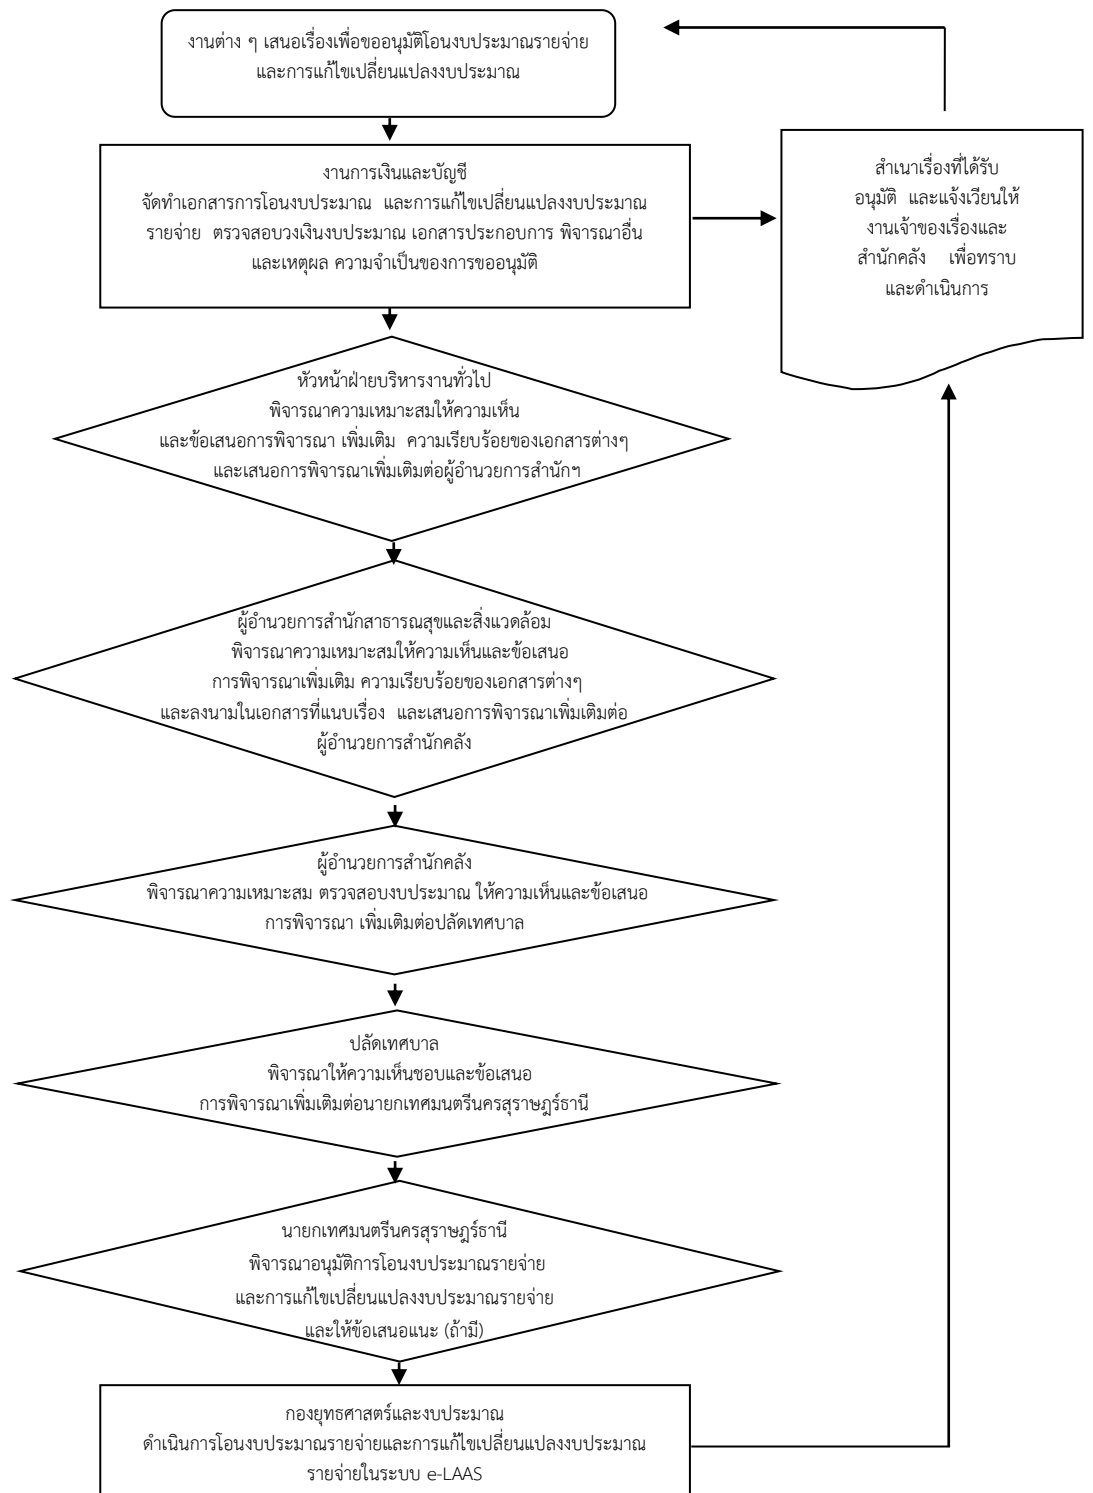 งานต่าง ๆ เสนอเรื่องเพื่อขออนุมัติโอนงบประมาณรายจ่าย
และการแก้ไขเปลี่ยนแปลงงบประมาณ
งานการเงินและบัญชี
จัดทำเอกสารการโอนงบประมาณ และการแก้ไขเปลี่ยนแปลงงบประมาณ
รายจ่าย ตรวจสอบวงเงินงบประมาณ เอกสารประกอบการ พิจารณาอื่น
และเหตุผล ความจำเป็นของการขออนุมัติ
สำเนาเรื่องที่ได้รับ
อนุมัติ และแจ้งเวียนให้
งานเจ้าของเรื่องและ
สำนักคลัง เพื่อทราบ
และดำเนินการ
หัวหน้าฝ่ายบริหารงานทั่วไป
พิจารณาความเหมาะสมให้ความเห็น
และข้อเสนอการพิจารณา เพิ่มเติม ความเรียบร้อยของเอกสารต่างๆ
และเสนอการพิจารณาเพิ่มเติมต่อผู้อำนวยการสำนักฯ
ผู้อำนวยการสำนักสาธารณสุขและสิ่งแวดล้อม
พิจารณาความเหมาะสมให้ความเห็นและข้อเสนอ
การพิจารณาเพิ่มเติม ความเรียบร้อยของเอกสารต่างๆ
และลงนามในเอกสารที่แนบเรื่อง และเสนอการพิจารณาเพิ่มเติมต่อ
ผู้อำนวยการสำนักคลัง
ผู้อำนวยการสำนักคลัง
พิจารณาความเหมาะสม ตรวจสอบงบประมาณ ให้ความเห็นและข้อเสนอ
การพิจารณา เพิ่มเติมต่อปลัดเทศบาล
ปลัดเทศบาล
พิจารณาให้ความเห็นชอบและข้อเสนอ
การพิจารณาเพิ่มเติมต่อนายกเทศมนตรีนครสุราษฎร์ธานี
นายกเทศมนตรีนครสุราษฎร์ธานี
พิจารณาอนุมัติการโอนงบประมาณรายจ่าย
และการแก้ไขเปลี่ยนแปลงงบประมาณรายจ่าย
และให้ข้อเสนอแนะ (ถ้ามี)
กองยุทธศาสตร์และงบประมาณ
ดำเนินการโอนงบประมาณรายจ่ายและการแก้ไขเปลี่ยนแปลงงบประมาณ
รายจ่ายในระบบ e-LAAS